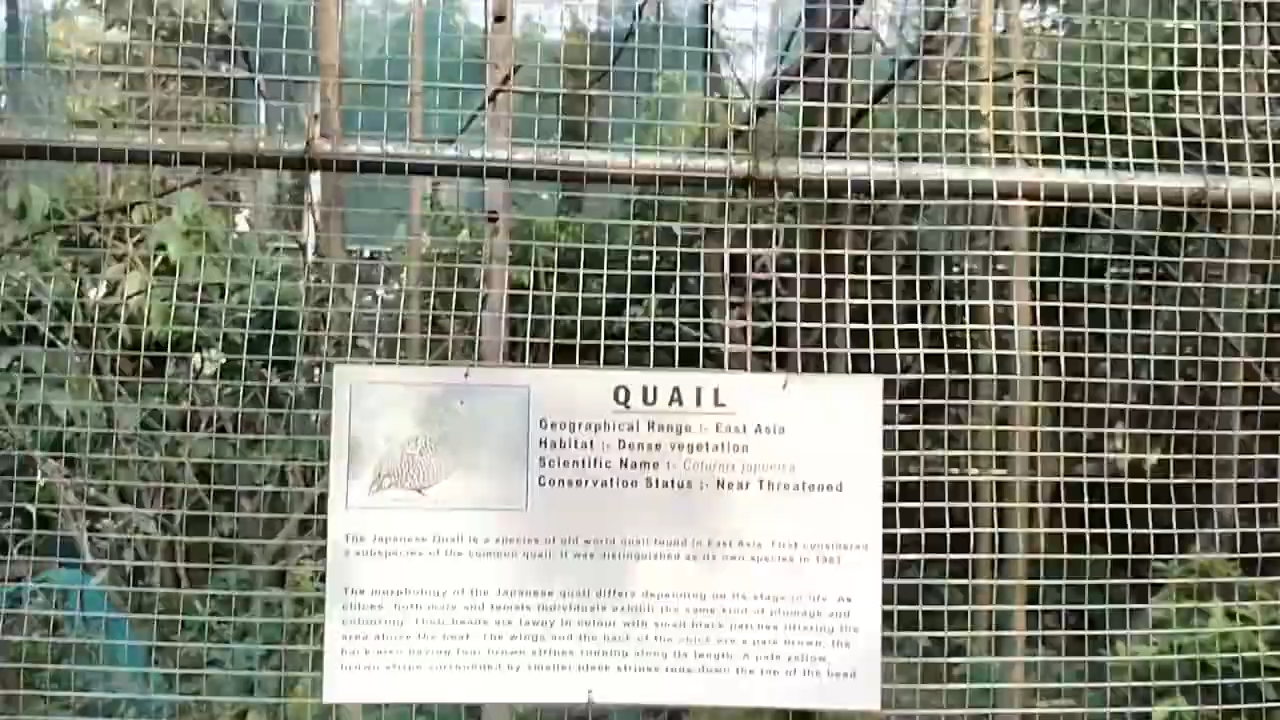 QUAIL
Geographical Range :- East Asia
Habitat :- Dense vegetation
Scientific Name :- Coturnix japonica
Conservation Status :- Near Threatened
The Japanese Quail is a species of old world quail found in East Asia. First considered
a subspecies of the common quail, it was distinguished as its own species in 1983
The morphology of the Japanese quail differs depending on its stage in life. As
chicks, both male and female individuals exhibit the same kind of plumage and
colouring. Their heads are tawny in colour with small black patches littering the
area above the beak. The wings and the back of the chick are a pale brown, the
back also having four brown stripes running along its length. A pale yellow,
brown stripe surrounded by smaller black stripes runs down the top of the head